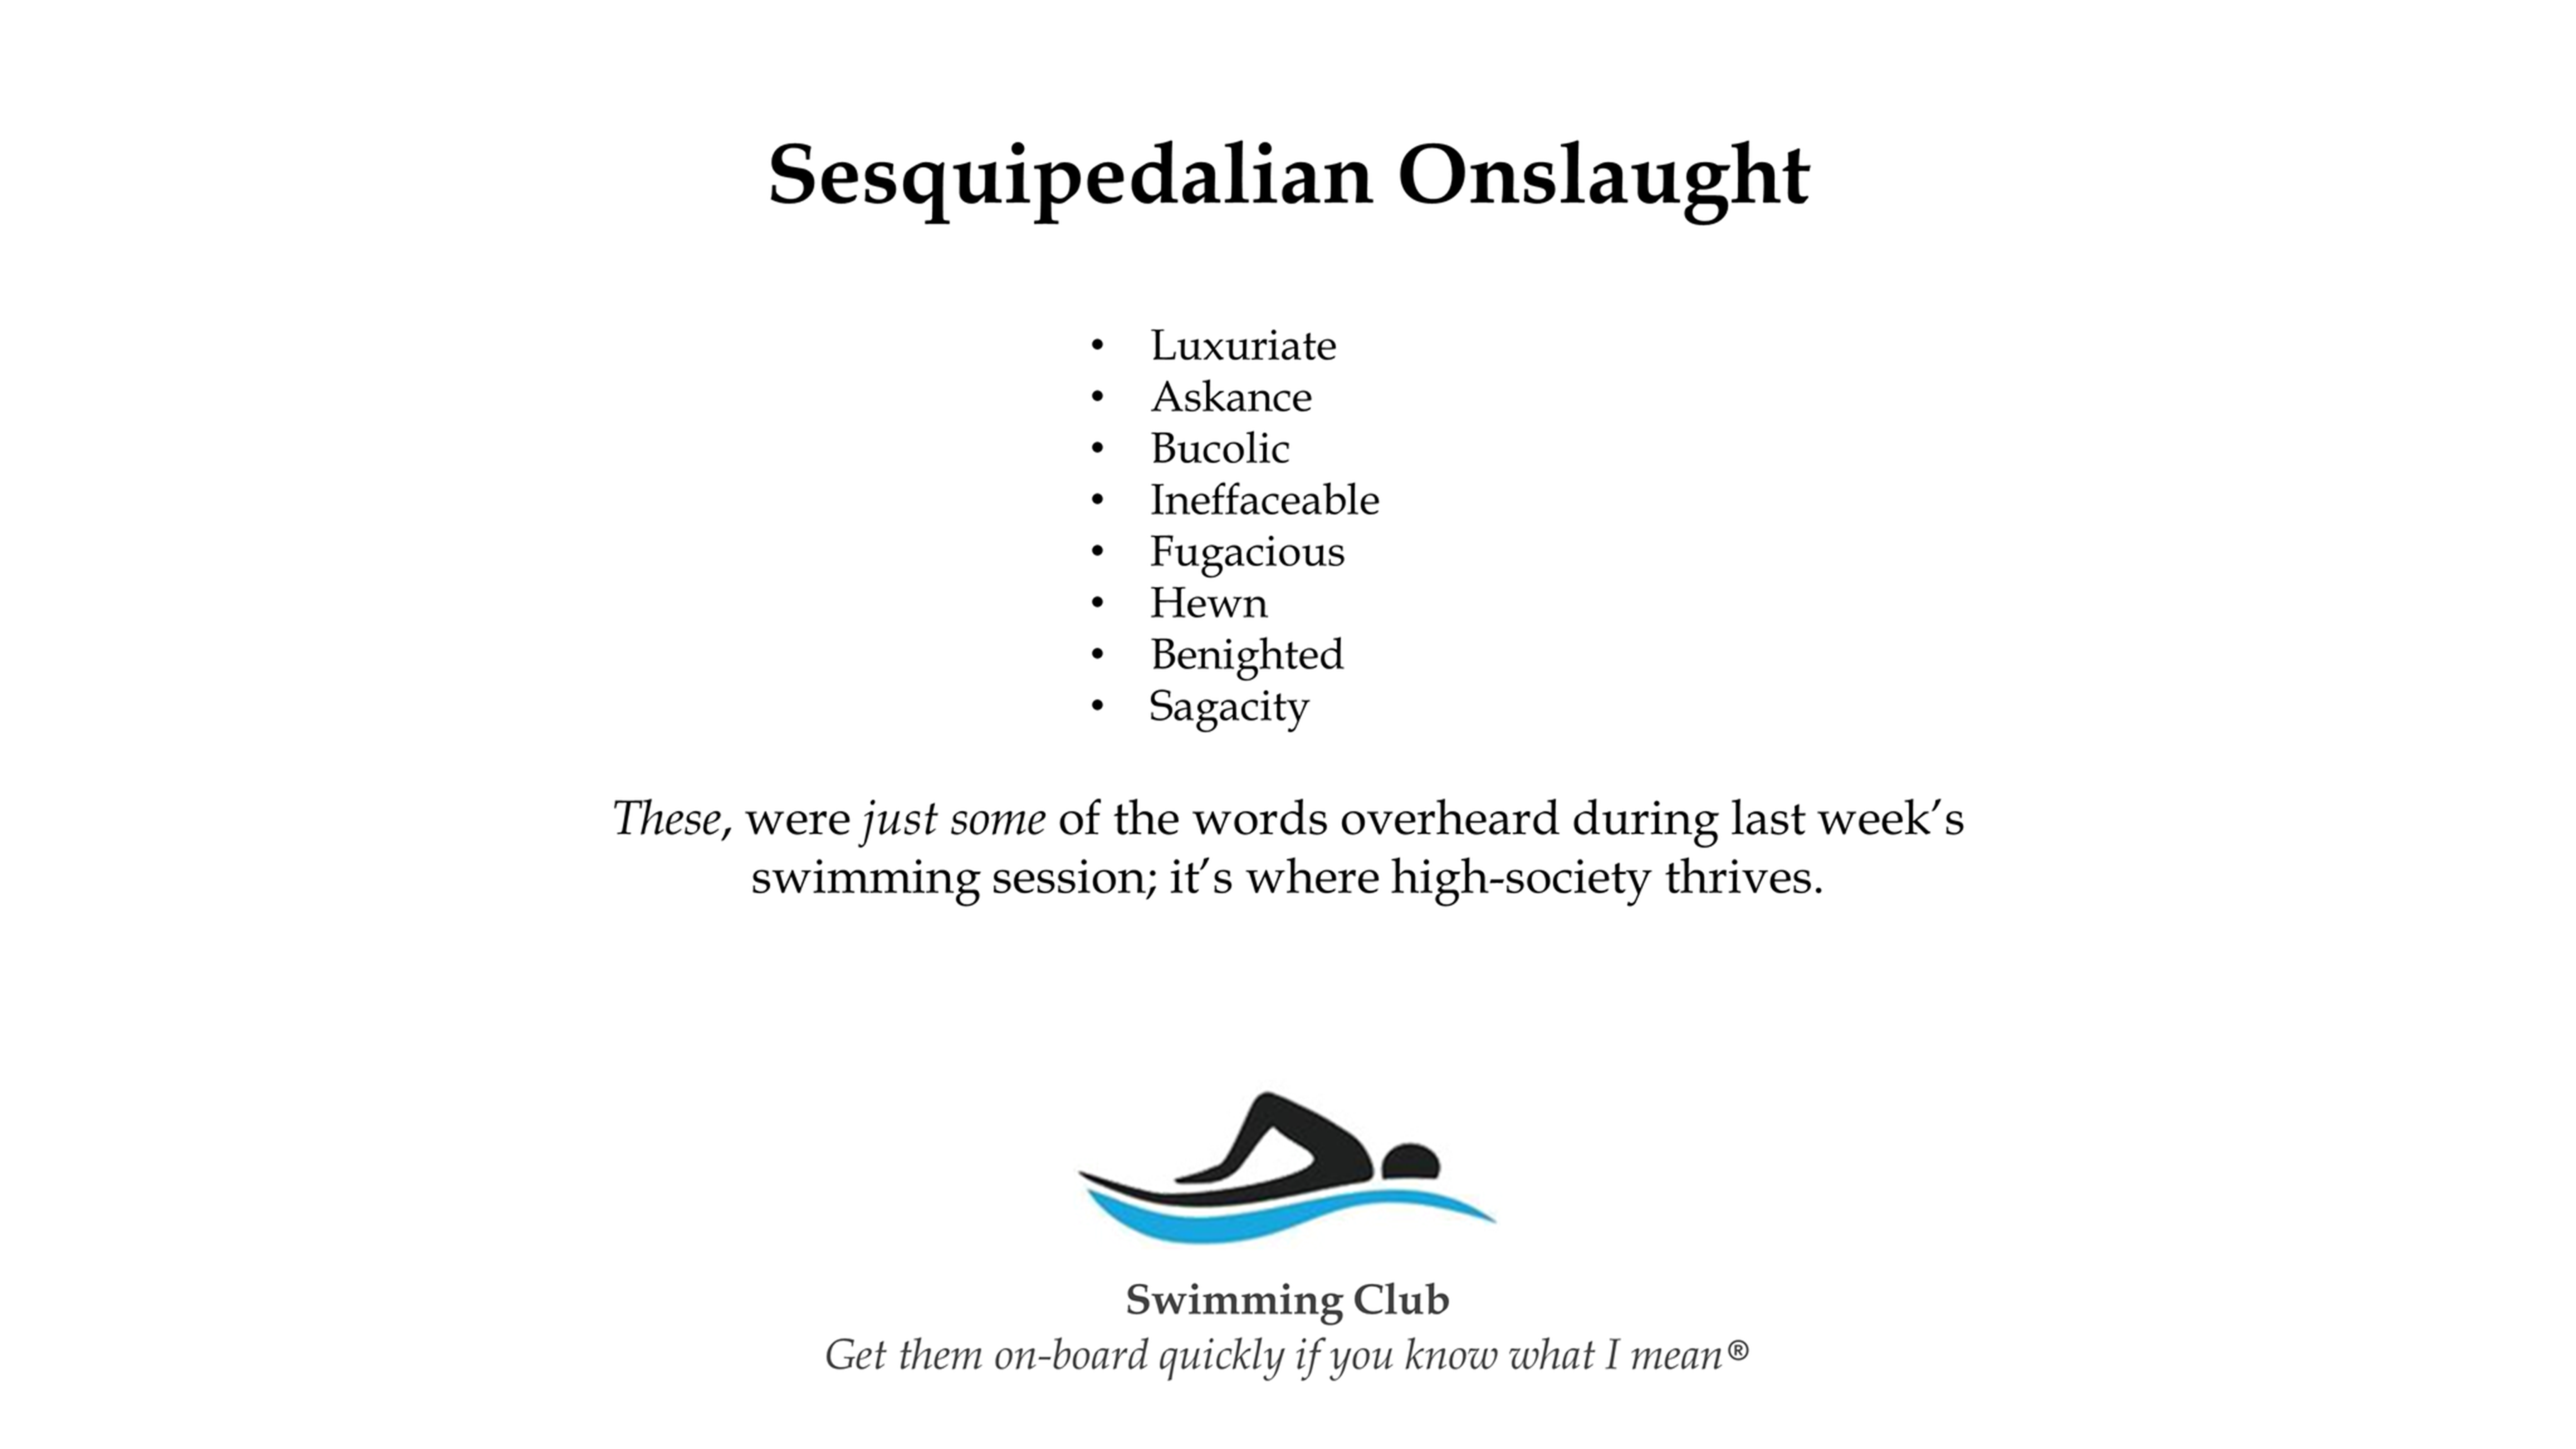 Sesquipedalian Onslaught
• Luxuriate
• Askance
• Bucolic
• Ineffaceable
• Fugacious
• Hewn
• Benighted
• Sagacity
These, were just some of the words overheard during last week’s
swimming session; it’s where high-society thrives.
Swimming Club
Get them on-board quickly if you know what I mean®